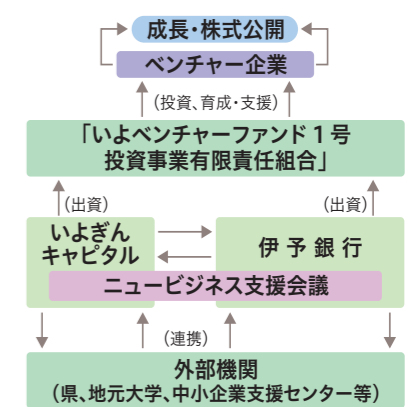 成長・株式公開
ベンチャー企業
（投資、育成・支援）
「いよベンチャーファンド1号
投資事業有限責任組合」
（出資）
（出資）
いよぎん
キャピタル
伊予銀行
ニュービジネス支援会議
（連携）
外部機関
（県、地元大学、中小企業支援センター等）